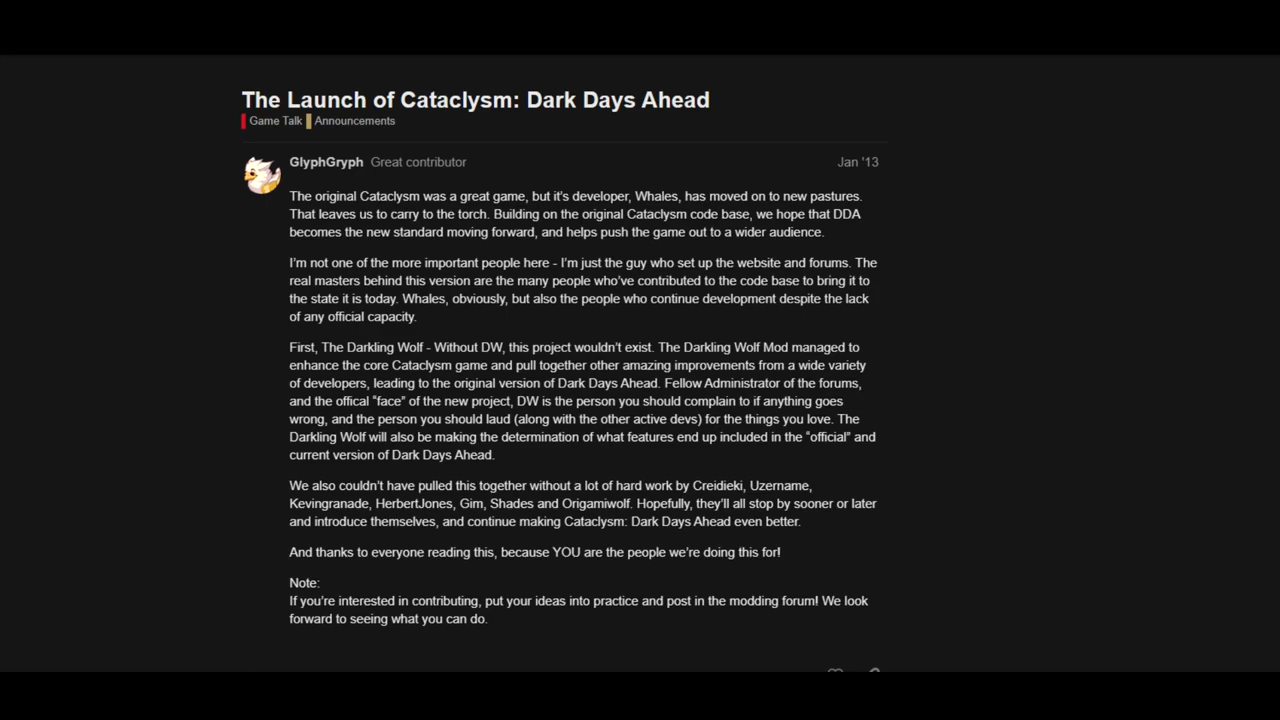 The Launch of Cataclysm: Dark Days Ahead
Game Talk Announcements
GlyphGryph Great contributor Jan '13
The original Cataclysm was a great game, but it's developer, Whales, has moved on to new pastures.
That leaves us to carry to the torch. Building on the original Cataclysm code base, we hope that DDA
becomes the new standard moving forward, and helps push the game out to a wider audience.
I'm not one of the more important people here - I'm just the guy who set up the website and forums. The
real masters behind this version are the many people who've contributed to the code base to bring it to
the state it is today. Whales, obviously, but also the people who continue development despite the lack
of any official capacity.
First, The Darkling Wolf - Without DW, this project wouldn't exist. The Darkling Wolf Mod managed to
enhance the core Cataclysm game and pull together other amazing improvements from a wide variety
of developers, leading to the original version of Dark Days Ahead. Fellow Administrator of the forums,
and the offical “face” of the new project, DW is the person you should complain to if anything goes
wrong, and the person you should laud (along with the other active devs) for the things you love. The
Darkling Wolf will also be making the determination of what features end up included in the “official” and
current version of Dark Days Ahead.
We also couldn't have pulled this together without a lot of hard work by Creidieki, Uzername,
Kevingranade, HerbertJones, Gim, Shades and Origamiwolf. Hopefully, they'll all stop by sooner or later
and introduce themselves, and continue making Cataclysm: Dark Days Ahead even better.
And thanks to everyone reading this, because YOU are the people we're doing this for!
Note:
If you're interested in contributing, put your ideas into practice and post in the modding forum! We look
forward to seeing what you can do.